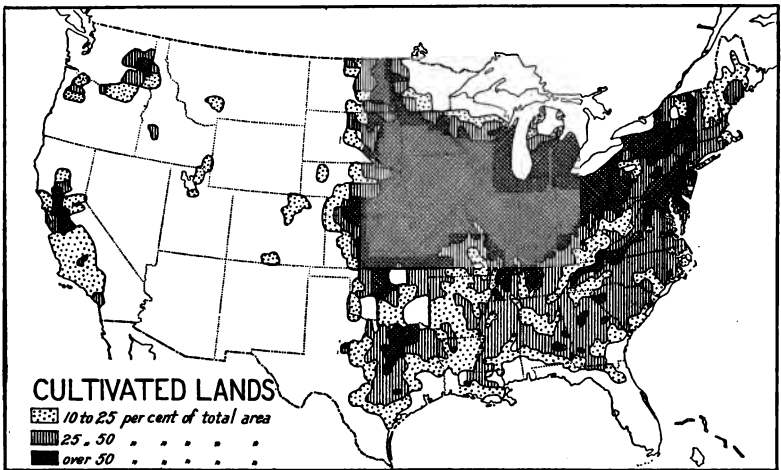 CULTIVATED LANDS
10 to 25 per cent of total area
25 „ 50 „ „ „ „ „
over 50 „ „ „ „ „